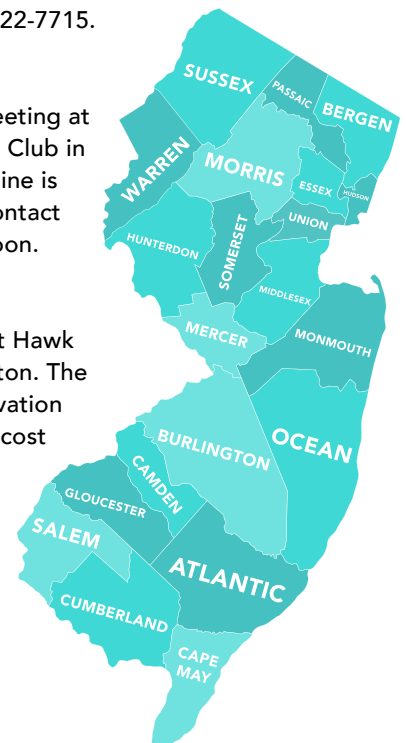 22-7715.
eeting at
Club in
ine is
ontact
oon.
t Hawk
ton. The
vation
cost
SUSSEX
PASSAIC
BERGEN
WARREN
MORRIS
ESSEX
HUDSON
UNION
SOMERSET
HUNTERDON
MIDDLESEX
MERCER
MONMOUTH
OCEAN
BURLINGTON
CAMDEN
GLOUCESTER
SALEM
ATLANTIC
CUMBERLAND
CAPE
MAY